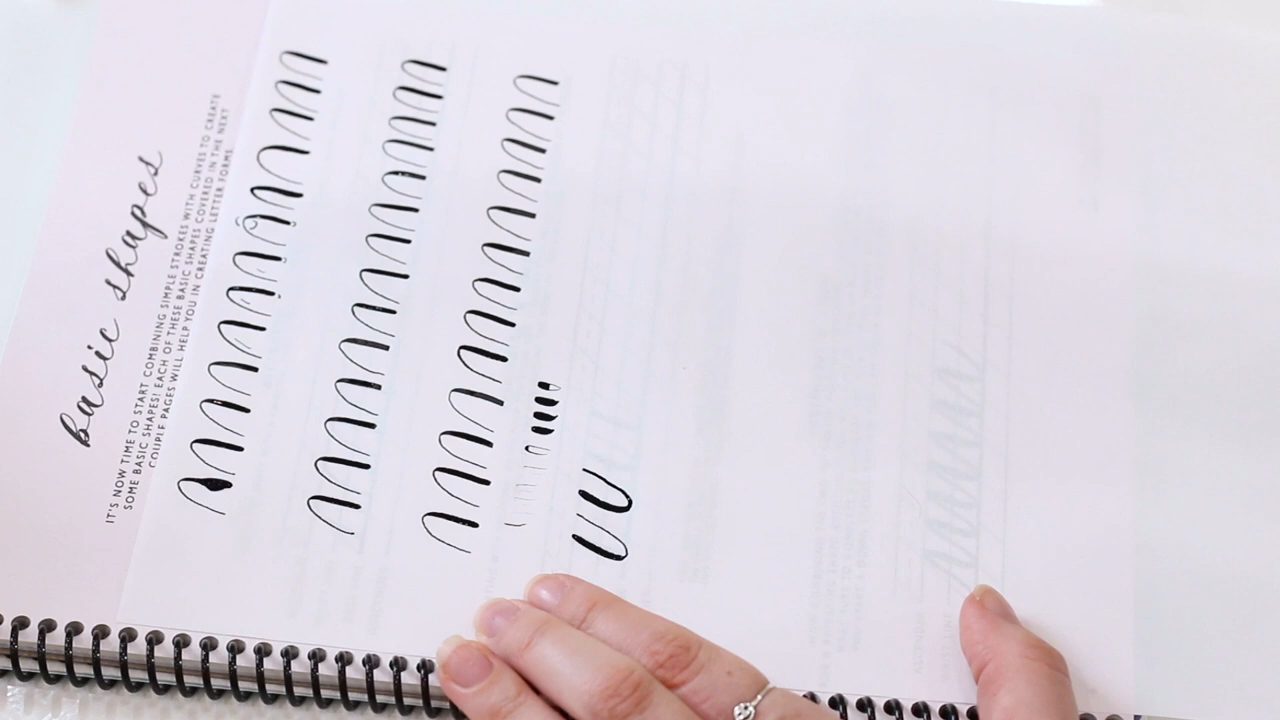 basic shapes
IT'S NOW TIME TO START COMBINING SIMPLE STROKES WITH CURVES TO CREATE
SOME BASIC SHAPES! EACH OF THESE BASIC SHAPES COVERED IN THE NEXT
COUPLE PAGES WILL HELP YOU IN CREATING LETTER FORMS